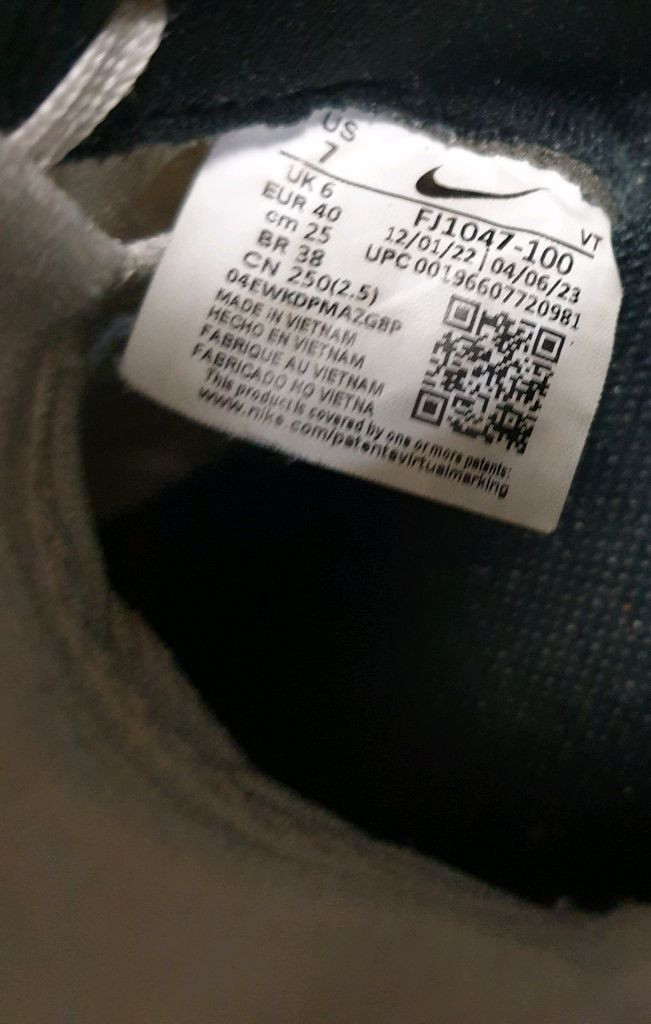 US
7
UK 6
EUR 40
cm 25
BR 38
CN 250(2.5)
04EWKDPMAZG8P
MADE IN VIETNAM
HECHO EN VIETNAM
FABRIQUE AU VIETNAM
FABRICADO NO VIETNA
This product is covered by one or more patents:
www.nike.com/patentsvirtualmarking
VT
FJ1047-100
12/01/22 | 04/06/23
UPC 00196607720981